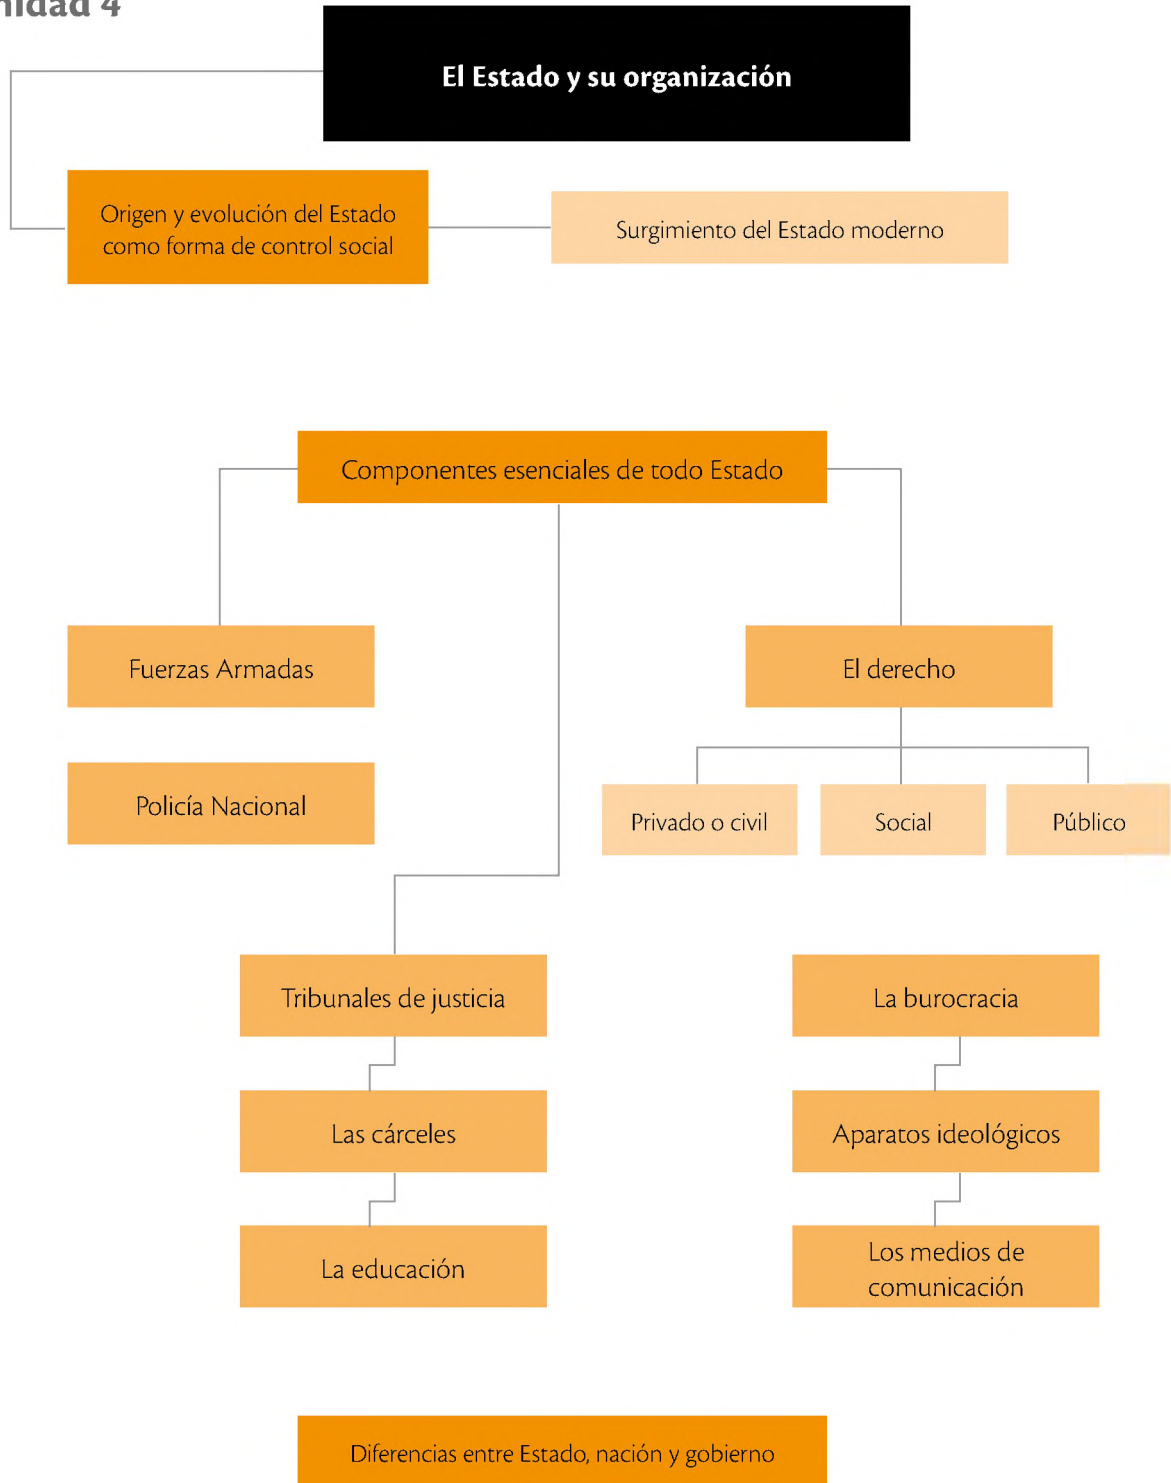 nidad 4
El Estado y su organización
Origen y evolución del Estado
como forma de control social
Surgimiento del Estado moderno
Componentes esenciales de todo Estado
Fuerzas Armadas
El derecho
Policía Nacional
Privado o civil
Social
Público
Tribunales de justicia
La burocracia
Las cárceles
Aparatos ideológicos
La educación
Los medios de
comunicación
Diferencias entre Estado, nación y gobierno